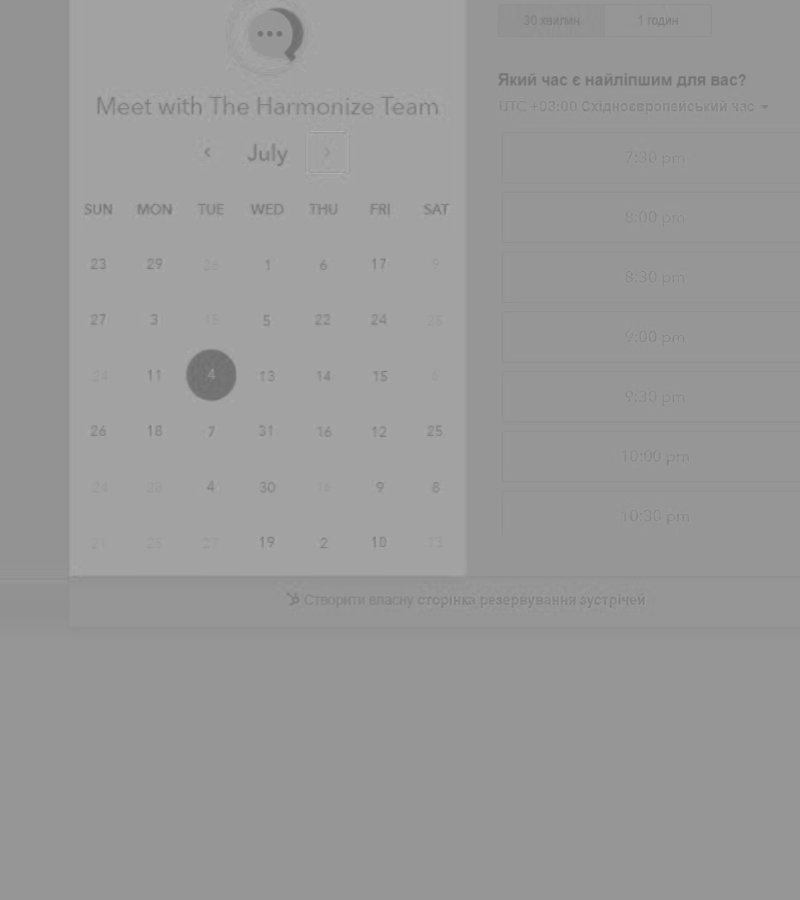 30 хвилин 1 годин
Який час є найліпшим для вас?
UTC +03:00 Східноєвропейський час
Meet with The Harmonize Team
July
SUN MON TUE WED THU FRI SAT
23 29 26 1 6 17 9
27 3 15 5 22 24 28
24 11 4 13 14 15 6
26 18 7 31 16 12 25
24 30 4 30 16 9 8
21 26 27 19 2 10 13
7:30 pm
8:00 pm
8:30 pm
9:00 pm
9:30 pm
10:00 pm
10:30 pm
Створити власну сторінка резервування зустрічей